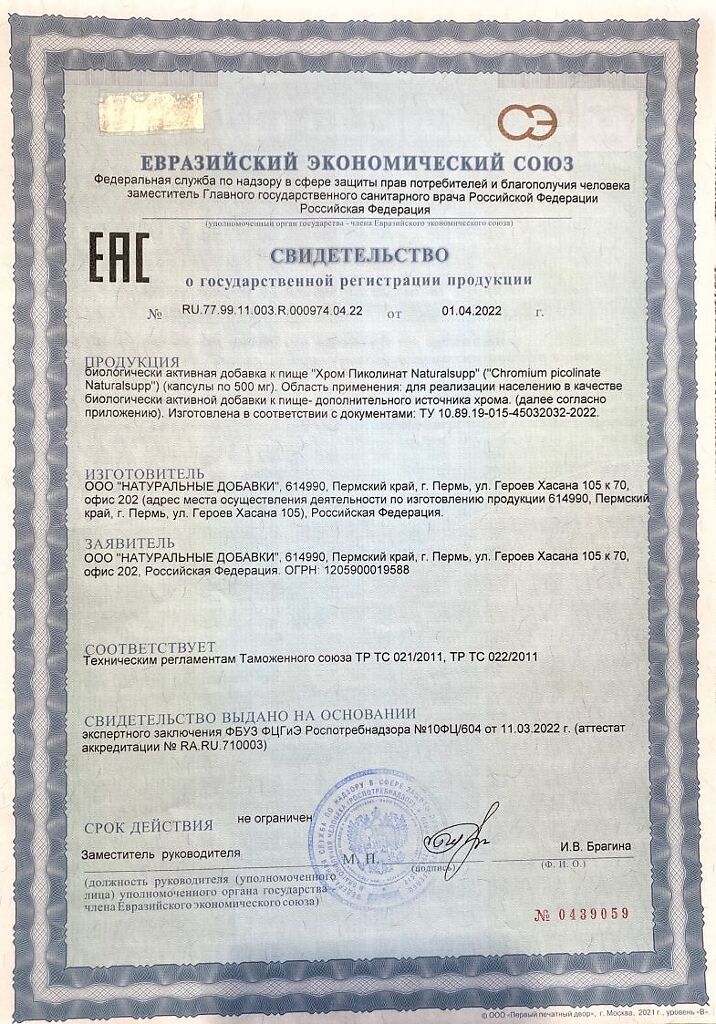 СЭ
ЕВРАЗИЙСКИЙ ЭКОНОМИЧЕСКИЙ СОЮЗ
Федеральная служба по надзору в сфере защиты прав потребителей и благополучия человека
заместитель Главного государственного санитарного врача Российской Федерации
Российская Федерация
(уполномоченный орган государства - члена Евразийского экономического союза)
ЕАС
СВИДЕТЕЛЬСТВО
о государственной регистрации продукции
№ RU.77.99.11.003.R.000974.04.22 от 01.04.2022 г.
ПРОДУКЦИЯ
биологически активная добавка к пище "Хром Пиколинат Naturalsupp" ("Chromium picolinate
Naturalsupp") (капсулы по 500 мг). Область применения: для реализации населению в качестве
биологически активной добавки к пище- дополнительного источника хрома. (далее согласно
приложению). Изготовлена в соответствии с документами: ТУ 10.89.19-015-45032032-2022.
ИЗГОТОВИТЕЛЬ
ООО "НАТУРАЛЬНЫЕ ДОБАВКИ", 614990, Пермский край, г. Пермь, ул. Героев Хасана 105 к 70,
офис 202 (адрес места осуществления деятельности по изготовлению продукции 614990, Пермский
край, г. Пермь, ул. Героев Хасана 105), Российская Федерация.
ЗАЯВИТЕЛЬ
ООО "НАТУРАЛЬНЫЕ ДОБАВКИ", 614990, Пермский край, г. Пермь, ул. Героев Хасана 105 к 70,
офис 202, Российская Федерация. ОГРН: 1205900019588
СООТВЕТСТВУЕТ
Техническим регламентам Таможенного союза ТР ТС 021/2011, ТР ТС 022/2011
СВИДЕТЕЛЬСТВО ВЫДАНО НА ОСНОВАНИИ
экспертного заключения ФБУЗ ФЦГиЭ Роспотребнадзора №10ФЦ/604 от 11.03.2022 г. (аттестат
аккредитации № RA.RU.710003)
СРОК ДЕЙСТВИЯ не ограничен
Заместитель руководителя М. П. И.В. Брагина
(подпись) (Ф. И. О.)
(должность руководителя (уполномоченного
лица) уполномоченного органа государства -
члена Евразийского экономического союза)
№ 0439059
© ООО «Первый печатный двор», г. Москва, 2021 г., уровень «В»